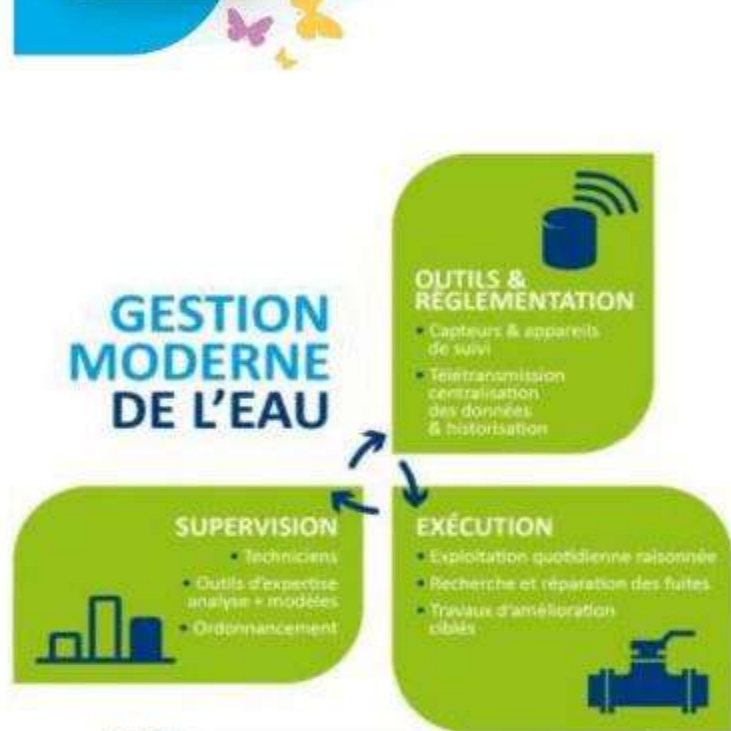 GESTION
MODERNE
DE L'EAU
OUTILS &
RÉGLEMENTATION
• Capteurs & appareils
de suivi
• Télétransmission
centralisation
des données
& historisation
SUPERVISION
• Techniciens
• Outils d'expertise
analyse + modèles
• Ordonnancement
EXÉCUTION
• Exploitation quotidienne raisonnée
• Recherche et réparation des fuites
• Travaux d'amélioration
ciblés